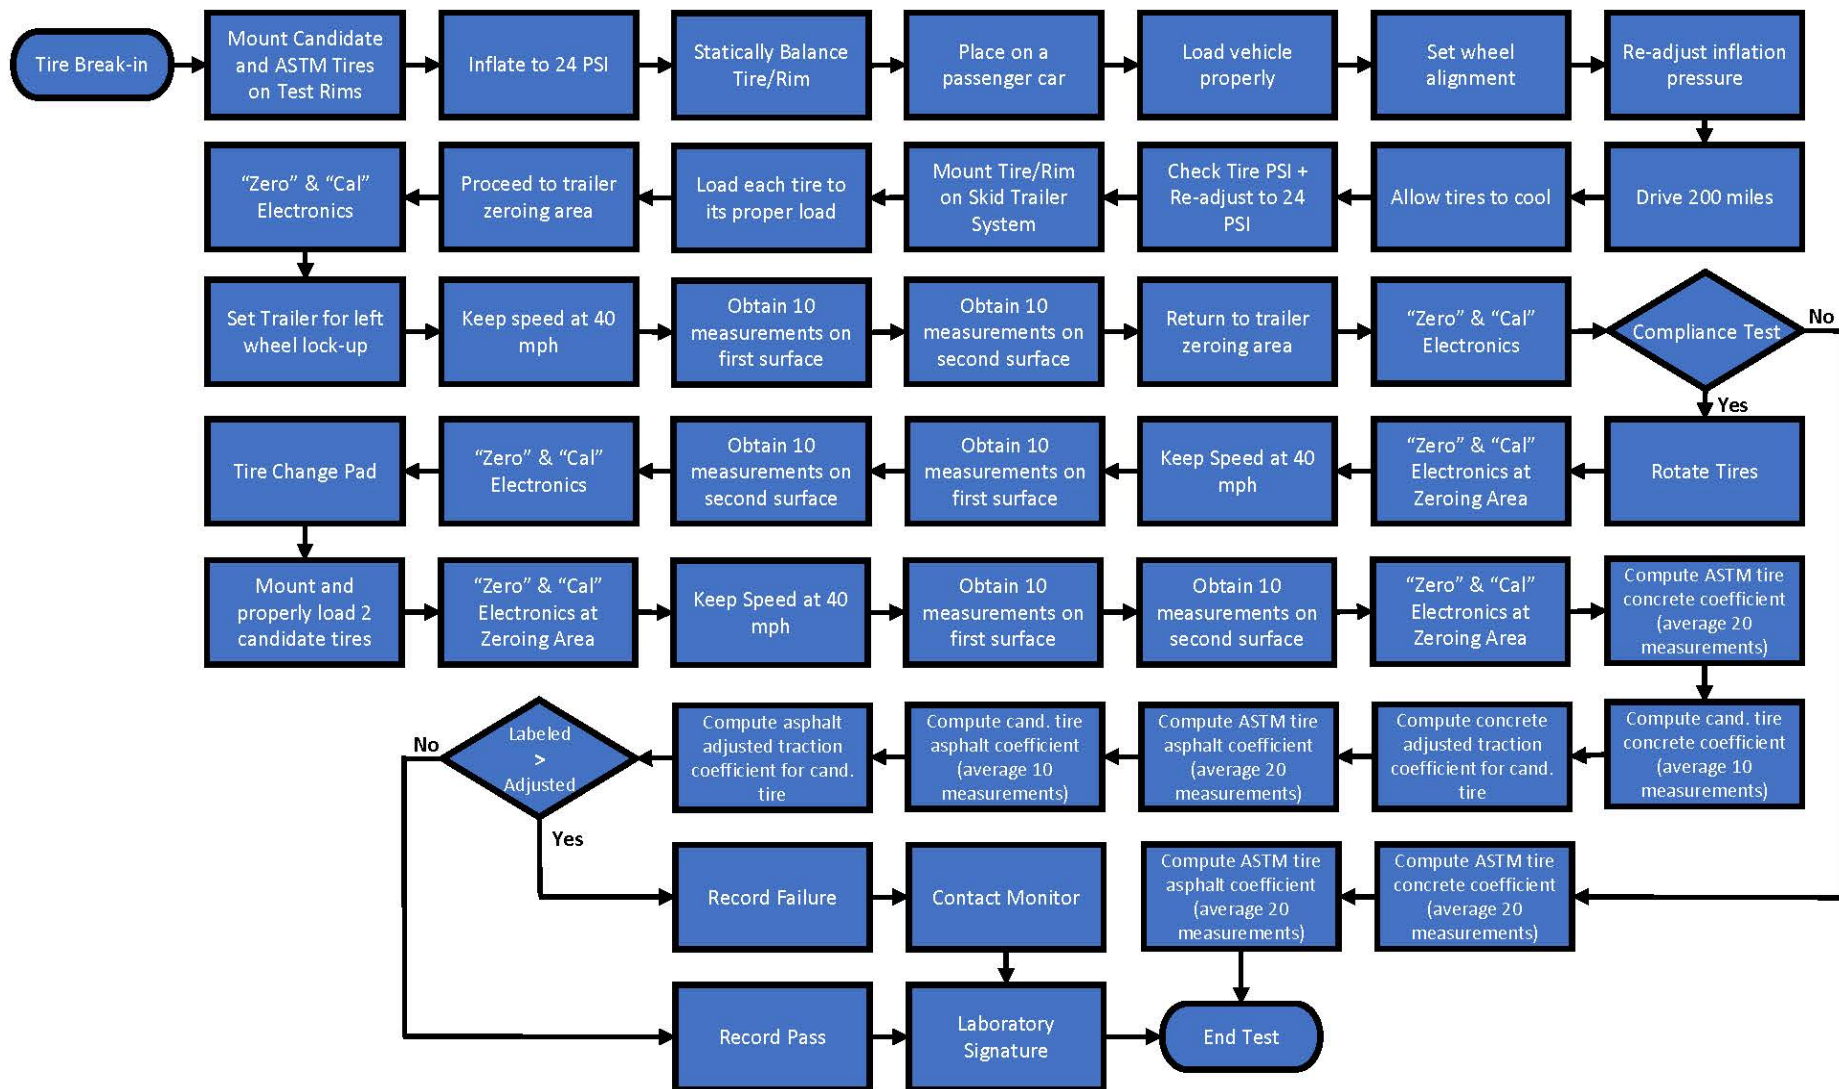 Tire Break-in
Mount Candidate
and ASTM Tires
on Test Rims
Inflate to 24 PSI
Statically Balance
Tire/Rim
Place on a
passenger car
Load vehicle
properly
Set wheel
alignment
Re-adjust inflation
pressure
Drive 200 miles
Allow tires to cool
Check Tire PSI +
Re-adjust to 24
PSI
Mount Tire/Rim
on Skid Trailer
System
Load each tire to
its proper load
Proceed to trailer
zeroing area
“Zero” & “Cal”
Electronics
Set Trailer for left
wheel lock-up
Keep speed at 40
mph
Obtain 10
measurements on
first surface
Obtain 10
measurements on
second surface
Return to trailer
zeroing area
“Zero” & “Cal”
Electronics
Compliance Test
No
Yes
Rotate Tires
“Zero” & “Cal”
Electronics at
Zeroing Area
Keep Speed at 40
mph
Obtain 10
measurements on
first surface
Obtain 10
measurements on
second surface
“Zero” & “Cal”
Electronics
Tire Change Pad
Mount and
properly load 2
candidate tires
“Zero” & “Cal”
Electronics at
Zeroing Area
Keep Speed at 40
mph
Obtain 10
measurements on
first surface
Obtain 10
measurements on
second surface
“Zero” & “Cal”
Electronics at
Zeroing Area
Compute ASTM tire
concrete coefficient
(average 20
measurements)
Compute cand. tire
concrete coefficient
(average 10
measurements)
Compute concrete
adjusted traction
coefficient for cand.
tire
Compute ASTM tire
asphalt coefficient
(average 20
measurements)
Compute cand. tire
asphalt coefficient
(average 10
measurements)
Compute asphalt
adjusted traction
coefficient for cand.
tire
Labeled
>
Adjusted
No
Yes
Record Failure
Contact Monitor
Compute ASTM tire
asphalt coefficient
(average 20
measurements)
Compute ASTM tire
concrete coefficient
(average 20
measurements)
Record Pass
Laboratory
Signature
End Test